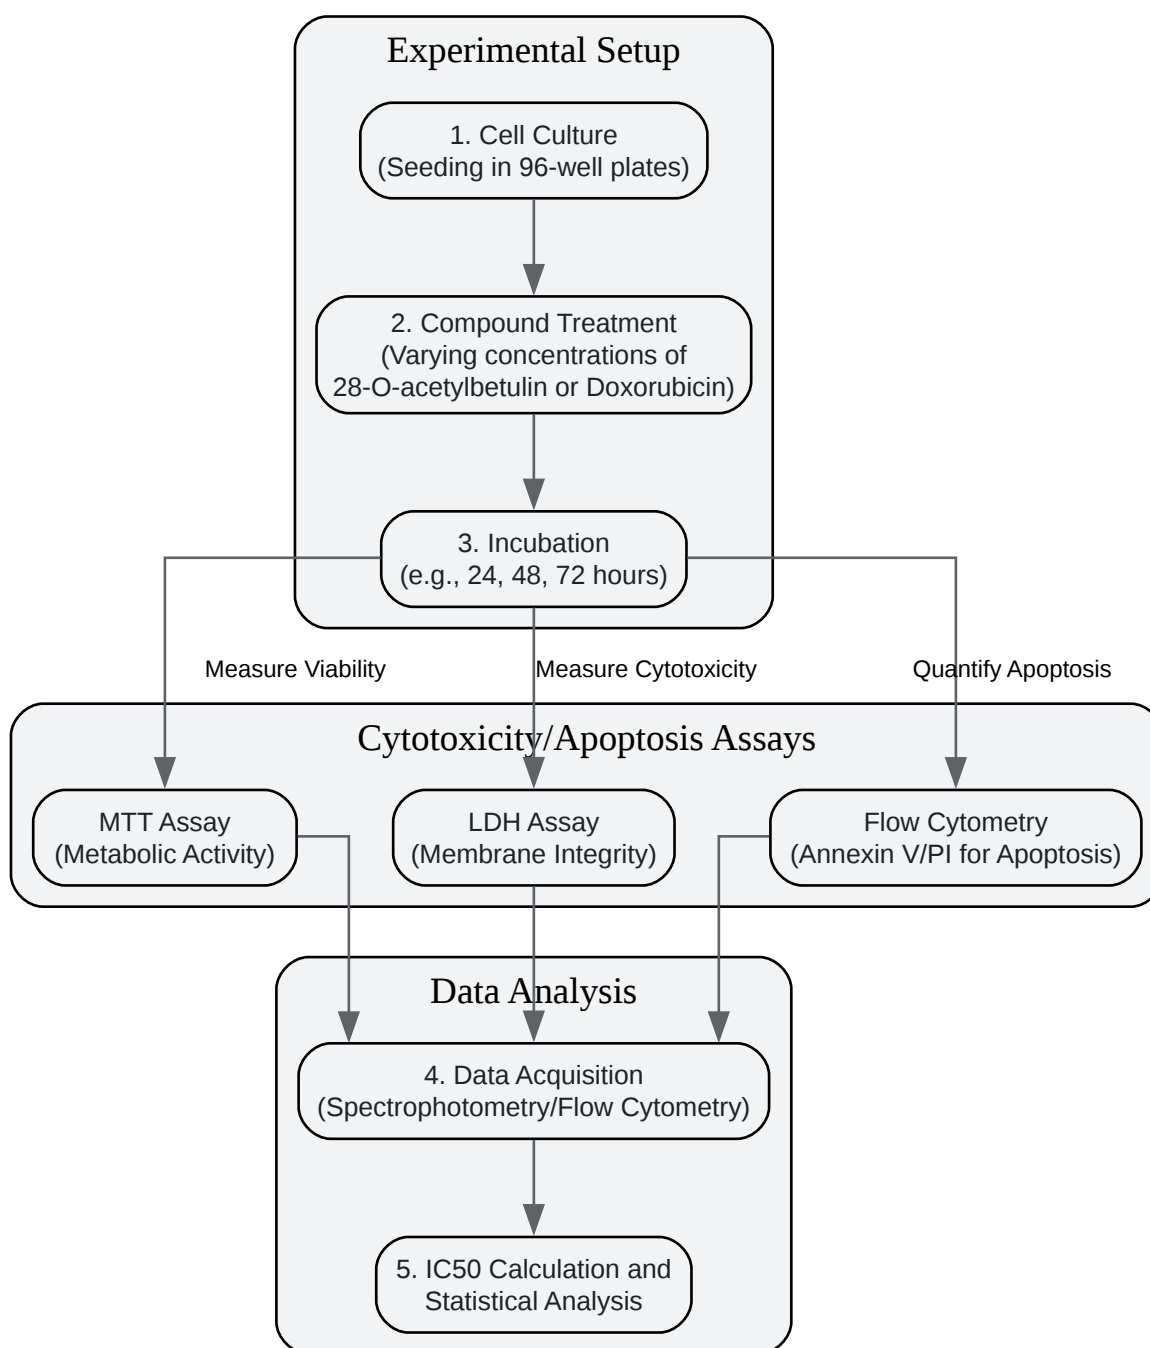 Experimental Setup
1. Cell Culture
(Seeding in 96-well plates)
2. Compound Treatment
(Varying concentrations of
28-O-acetylbetulin or Doxorubicin)
3. Incubation
(e.g., 24, 48, 72 hours)
Measure Viability
Measure Cytotoxicity
Quantify Apoptosis
Cytotoxicity/Apoptosis Assays
MTT Assay
(Metabolic Activity)
LDH Assay
(Membrane Integrity)
Flow Cytometry
(Annexin V/PI for Apoptosis)
Data Analysis
4. Data Acquisition
(Spectrophotometry/Flow Cytometry)
5. IC50 Calculation and
Statistical Analysis